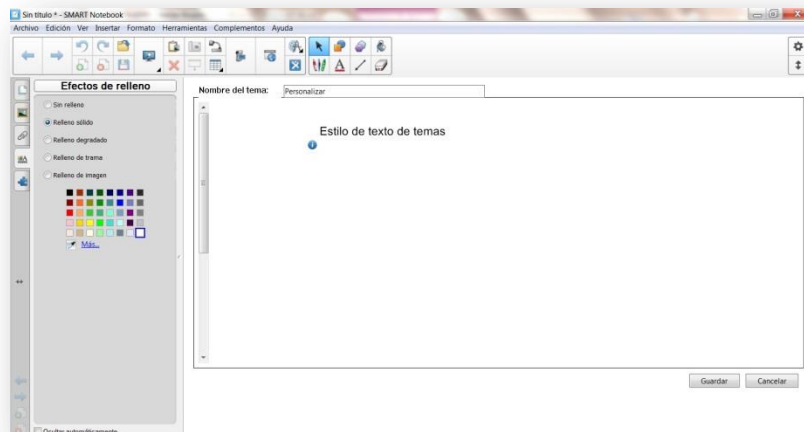 Sin título * - SMART Notebook
Archivo Edición Ver Insertar Formato Herramientas Complementos Ayuda
Efectos de relleno
Sin relleno
Relleno sólido
Relleno degradado
Relleno de trama
Relleno de imagen
Más...
Ocultar automáticamente
Nombre del tema:
Personalizar
Estilo de texto de temas
Guardar
Cancelar